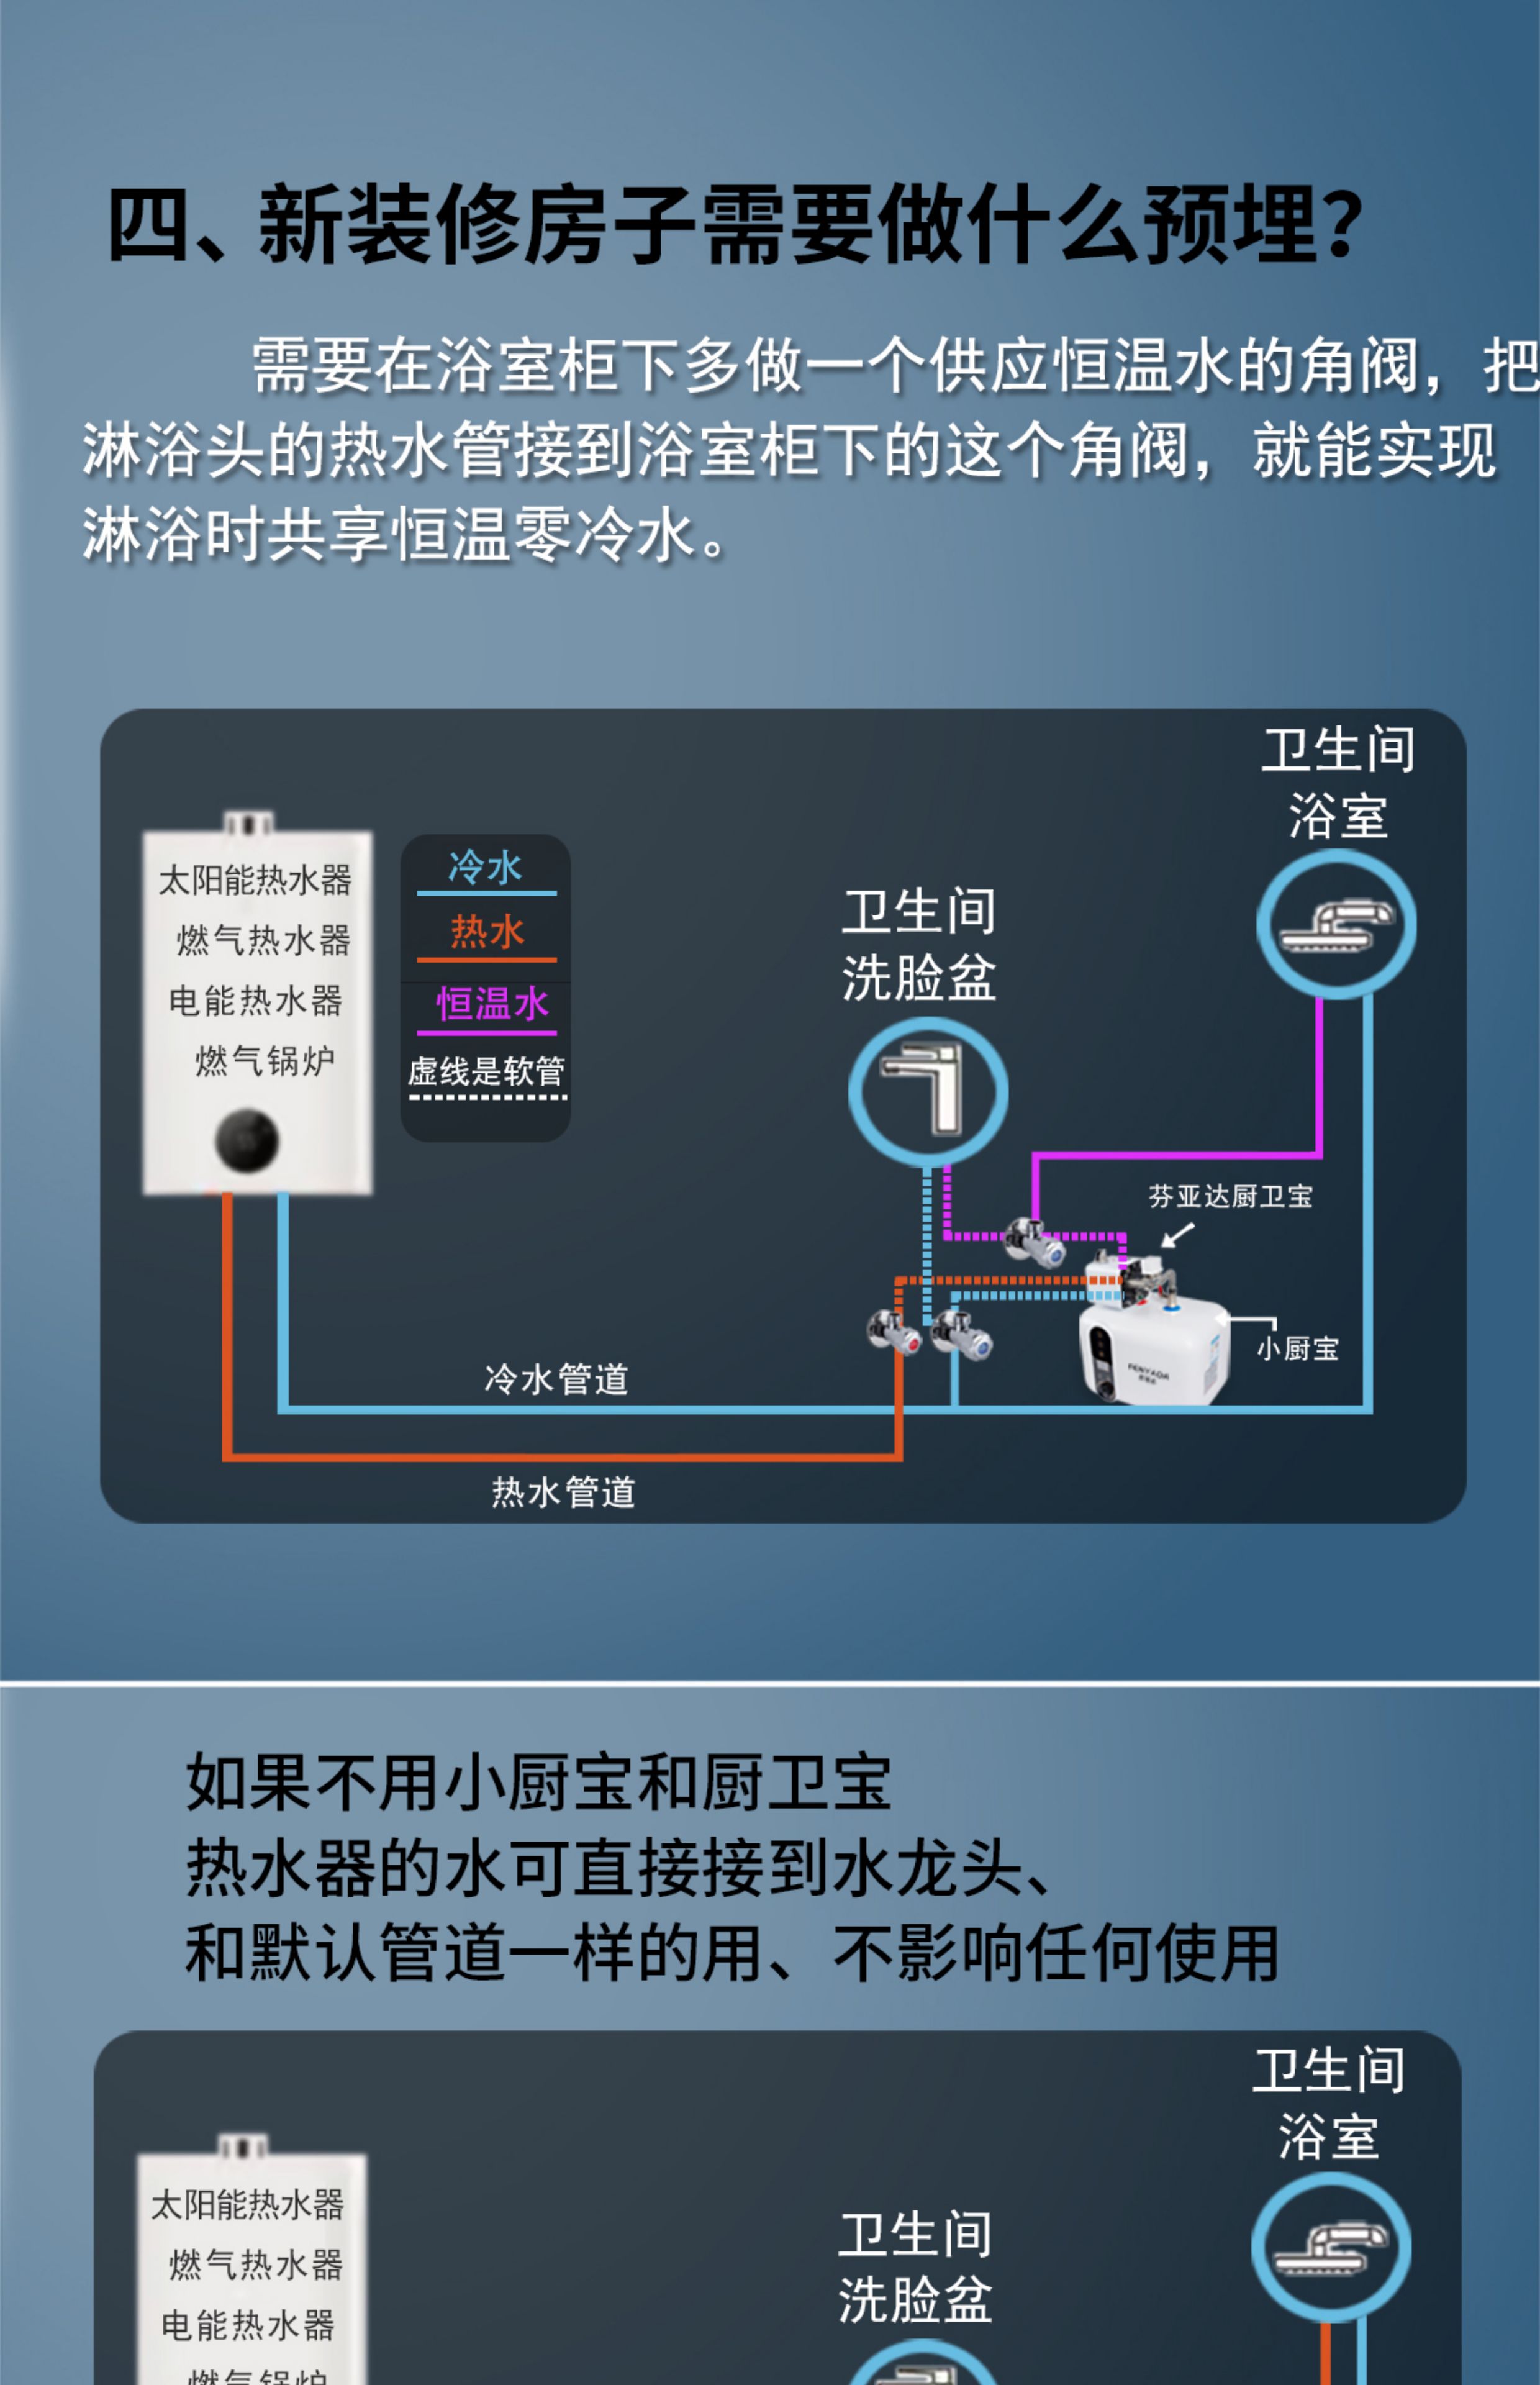 四、新装修房子需要做什么预埋?
需要在浴室柜下多做一个供应恒温水的角阀，把
淋浴头的热水管接到浴室柜下的这个角阀，就能实现
淋浴时共享恒温零冷水。
卫生间
浴室
太阳能热水器
燃气热水器
电能热水器
燃气锅炉
冷水
热水
恒温水
虚线是软管
卫生间
洗脸盆
芬亚达厨卫宝
小厨宝
FENYADA
冷水管道
热水管道
如果不用小厨宝和厨卫宝
热水器的水可直接接到水龙头、
和默认管道一样的用、不影响任何使用
卫生间
浴室
太阳能热水器
燃气热水器
电能热水器
燃气锅炉
卫生间
洗脸盆